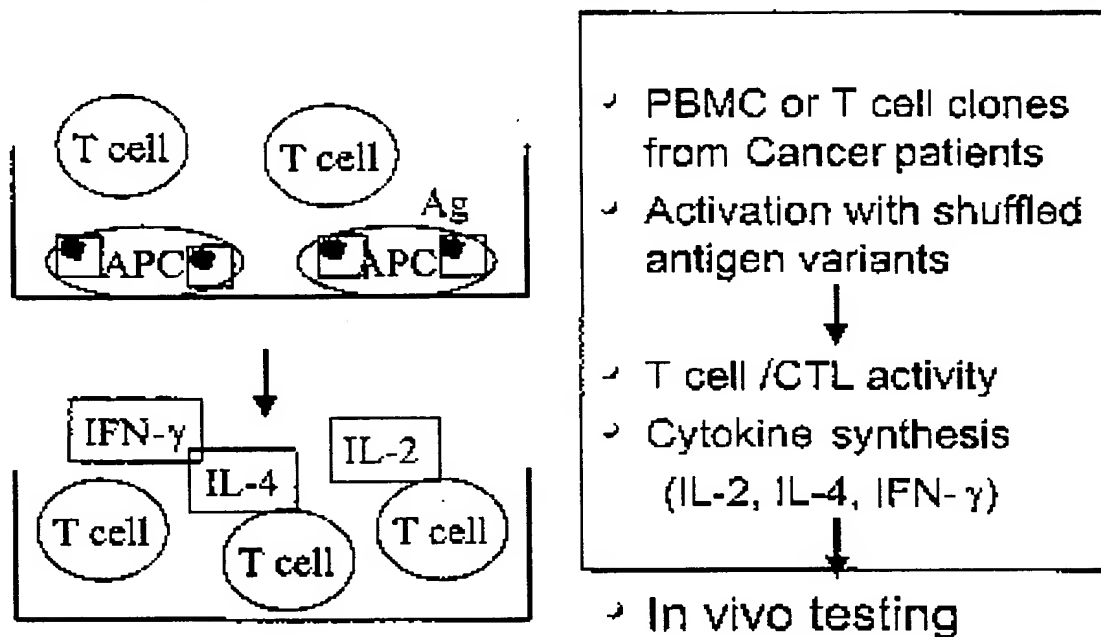 T cell
T cell
Ag
APC
APC
IFN-γ
IL-4
IL-2
T cell
T cell
T cell
PBMC or T cell clones
from Cancer patients
Activation with shuffled
antigen variants
T cell /CTL activity
Cytokine synthesis
(IL-2, IL-4, IFN- γ)
In vivo testing